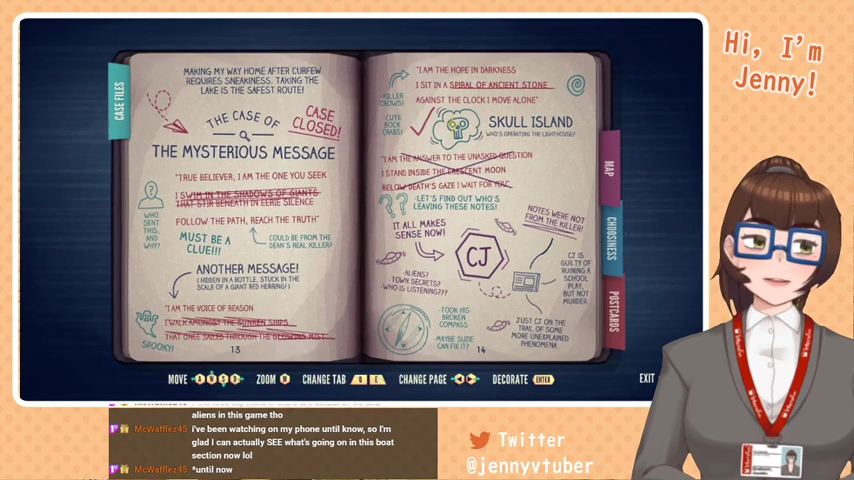 Hi, I'm
Jenny!
CASE FILES
MAKING MY WAY HOME AFTER CURFEW
REQUIRES SNEAKINESS. TAKING THE
LAKE IS THE SAFEST ROUTE!
THE CASE OF
THE MYSTERIOUS MESSAGE
CASE
CLOSED!
"TRUE BELIEVER, I AM THE ONE YOU SEEK
I SWIM IN THE SHADOWS OF GIANTS
THAT STIR BENEATH IN EERIE SILENCE
FOLLOW THE PATH, REACH THE TRUTH"
WHO
SENT
THIS,
AND
WHY?
MUST BE A
CLUE!!!
COULD BE FROM THE
DEAN'S REAL KILLER?
ANOTHER MESSAGE!
(HIDDEN IN A BOTTLE, STUCK IN THE
SCALE OF A GIANT RED HERRING!)
"I AM THE VOICE OF REASON
I WALK AMONGST THE SUNKEN SHIPS
THAT ONCE SAILED THROUGH THE
SPOOKY!
13
"I AM THE HOPE IN DARKNESS
I SIT IN A SPIRAL OF ANCIENT STONE
AGAINST THE CLOCK I MOVE ALONE"
KILLER
CROWS!
CUTE
ROCK
CRABS!
SKULL ISLAND
WHO'S OPERATING THE LIGHTHOUSE?
"I AM THE ANSWER TO THE UNASKED QUESTION
I STAND INSIDE THE CRESCENT MOON
BELOW DEATH'S GAZE I WAIT FOR YOU"
??
LET'S FIND OUT WHO'S
LEAVING THESE NOTES!
IT ALL MAKES
SENSE NOW!
CJ
NOTES WERE NOT
FROM THE KILLER!
CJ IS
GUILTY OF
RUINING A
SCHOOL
PLAY,
BUT NOT
MURDER.
·ALIENS?
·TOWN SECRETS?
·WHO IS LISTENING???
·TOOK HIS
BROKEN
COMPASS
MAYBE SUZIE
CAN FIX IT?
JUST CJ ON THE
TRAIL OF SOME
MORE UNEXPLAINED
PHENOMENA.
14
MAP
CHOOSINESS
POSTCARDS
MOVE A W S D ZOOM CHANGE TAB Q E CHANGE PAGE DECORATE ENTER EXIT
aliens in this game tho
McWafflez45 i've been watching on my phone until know, so I'm
glad I can actually SEE what's going on in this boat
section now lol
McWafflez45 *until now
Twitter
@jennyvtuber